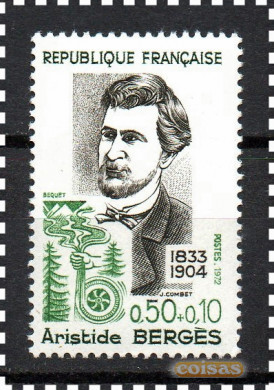 REPUBLIQUE FRANÇAISE
BEQUET
J. COMBET
1833
1904
POSTES, 1972
0.50+0.10
Aristide BERGÈS
coisas